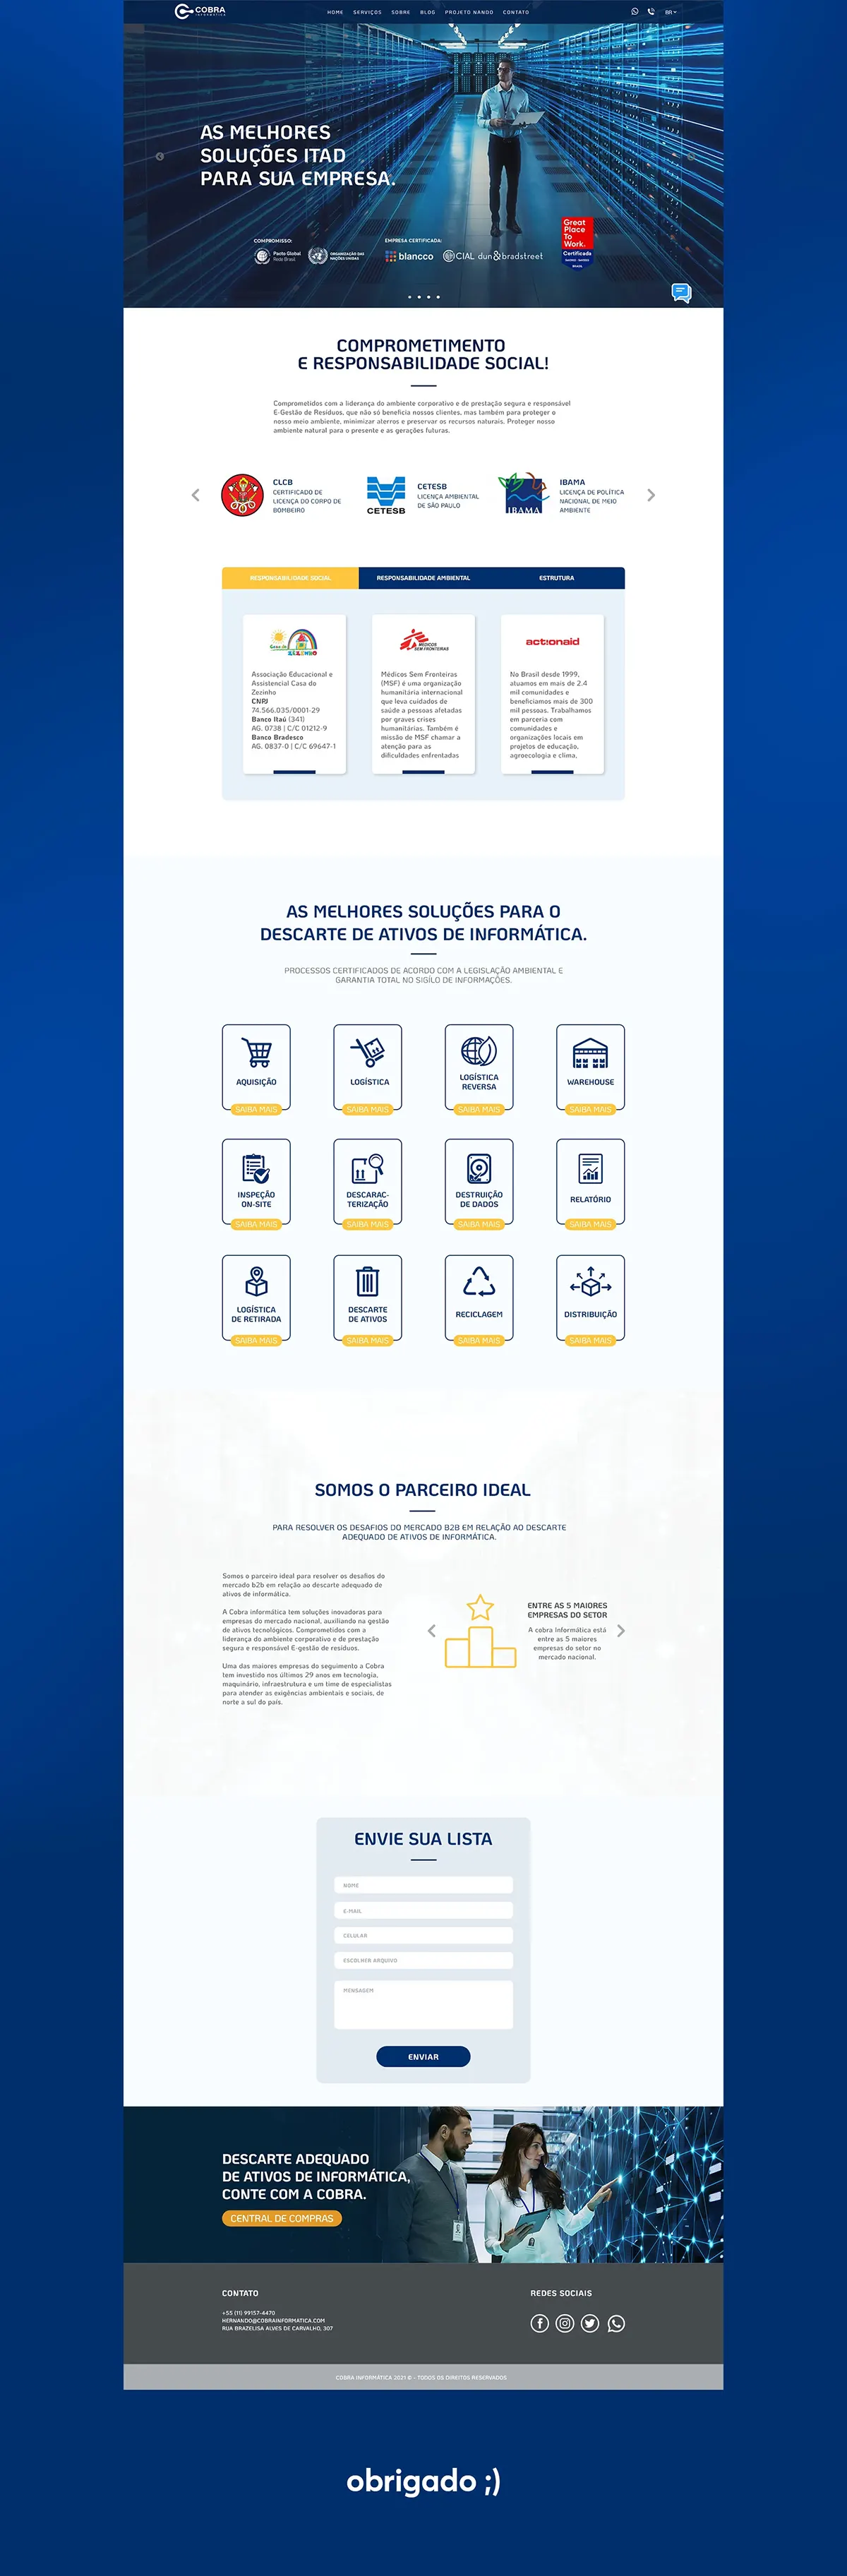 COBRA
INFORMÁTICA
HOME SERVIÇOS SOBRE BLOG PROJETO NANDO CONTATO
BR
AS MELHORES
SOLUÇÕES ITAD
PARA SUA EMPRESA.
COMPROMISSO:
Pacto Global
Rede Brasil
ORGANIZAÇÃO DAS
NAÇÕES UNIDAS
EMPRESA CERTIFICADA:
blancco
CIAL dun&bradstreet
Great
Place
To
Work.
Certificada
BRASIL
COMPROMETIMENTO
E RESPONSABILIDADE SOCIAL!
Comprometidos com a liderança do ambiente corporativo e de prestação segura e responsável
E-Gestão de Resíduos, que não só beneficia nossos clientes, mas também para proteger o
nosso meio ambiente, minimizar aterros e preservar os recursos naturais. Proteger nosso
ambiente natural para o presente e as gerações futuras.
CLCB
CERTIFICADO DE
LICENÇA DO CORPO DE
BOMBEIRO
CETESB
CETESB
LICENÇA AMBIENTAL
DE SÃO PAULO
IBAMA
IBAMA
LICENÇA DE POLÍTICA
NACIONAL DE MEIO
AMBIENTE
RESPONSABILIDADE SOCIAL
RESPONSABILIDADE AMBIENTAL
ESTRUTURA
Casa do
ZEZINHO
Associação Educacional e
Assistencial Casa do
Zezinho
CNPJ
74.566.035/0001-29
Banco Itaú (341)
AG. 0738 | C/C 01212-9
Banco Bradesco
AG. 0837-0 | C/C 69647-1
MÉDICOS
SEM FRONTEIRAS
Médicos Sem Fronteiras
(MSF) é uma organização
humanitária internacional
que leva cuidados de
saúde a pessoas afetadas
por graves crises
humanitárias. Também é
missão de MSF chamar a
atenção para as
dificuldades enfrentadas
act:onaid
No Brasil desde 1999,
atuamos em mais de 2.4
mil comunidades e
beneficiamos mais de 300
mil pessoas. Trabalhamos
em parceria com
comunidades e
organizações locais em
projetos de educação,
agroecologia e clima,
AS MELHORES SOLUÇÕES PARA O
DESCARTE DE ATIVOS DE INFORMÁTICA.
PROCESSOS CERTIFICADOS DE ACORDO COM A LEGISLAÇÃO AMBIENTAL E
GARANTIA TOTAL NO SIGÍLO DE INFORMAÇÕES.
AQUISIÇÃO
SAIBA MAIS
LOGÍSTICA
SAIBA MAIS
LOGÍSTICA
REVERSA
SAIBA MAIS
WAREHOUSE
SAIBA MAIS
INSPEÇÃO
ON-SITE
SAIBA MAIS
DESCARAC-
TERIZAÇÃO
SAIBA MAIS
DESTRUIÇÃO
DE DADOS
SAIBA MAIS
RELATÓRIO
SAIBA MAIS
LOGÍSTICA
DE RETIRADA
SAIBA MAIS
DESCARTE
DE ATIVOS
SAIBA MAIS
RECICLAGEM
SAIBA MAIS
DISTRIBUIÇÃO
SAIBA MAIS
SOMOS O PARCEIRO IDEAL
PARA RESOLVER OS DESAFIOS DO MERCADO B2B EM RELAÇÃO AO DESCARTE
ADEQUADO DE ATIVOS DE INFORMÁTICA.
Somos o parceiro ideal para resolver os desafios do
mercado b2b em relação ao descarte adequado de
ativos de informática.
A Cobra informática tem soluções inovadoras para
empresas do mercado nacional, auxiliando na gestão
de ativos tecnológicos. Comprometidos com a
liderança do ambiente corporativo e de prestação
segura e responsável E-gestão de resíduos.
Uma das maiores empresas do seguimento a Cobra
tem investido nos últimos 29 anos em tecnologia,
maquinário, infraestrutura e um time de especialistas
para atender as exigências ambientais e sociais, de
norte a sul do país.
ENTRE AS 5 MAIORES
EMPRESAS DO SETOR
A cobra Informática está
entre as 5 maiores
empresas do setor no
mercado nacional.
ENVIE SUA LISTA
NOME
E-MAIL
CELULAR
ESCOLHER ARQUIVO
MENSAGEM
ENVIAR
DESCARTE ADEQUADO
DE ATIVOS DE INFORMÁTICA,
CONTE COM A COBRA.
CENTRAL DE COMPRAS
CONTATO
+55 (11) 99157-4470
HERNANDO@COBRAINFORMATICA.COM
RUA BRAZELISA ALVES DE CARVALHO, 307
REDES SOCIAIS
COBRA INFORMÁTICA 2021 © - TODOS OS DIREITOS RESERVADOS
obrigado ;)